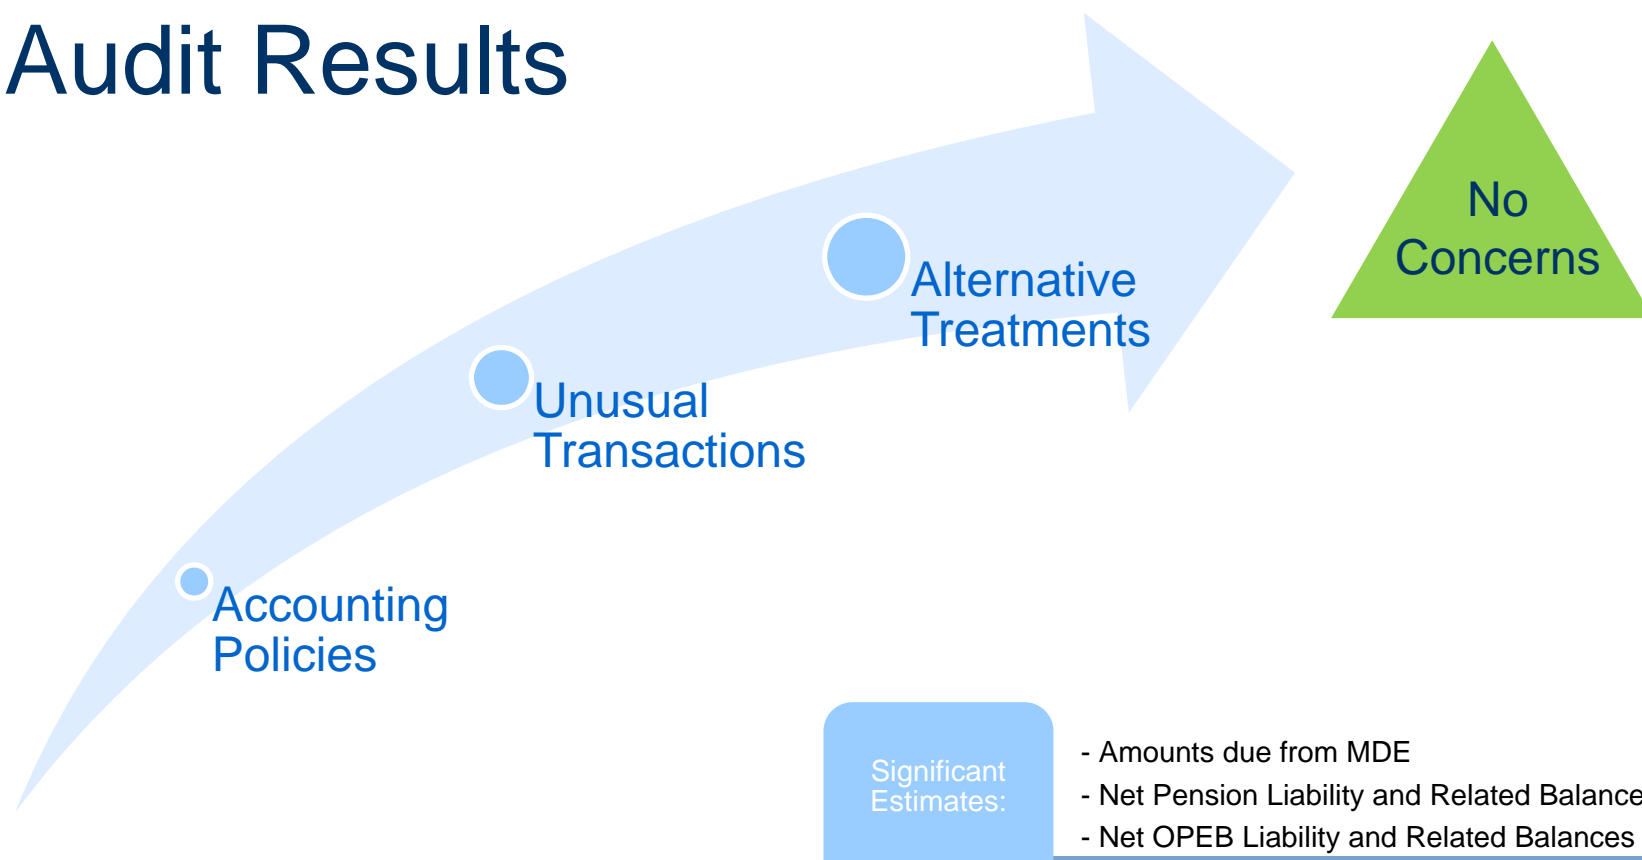 Audit Results
No
Concerns
Alternative
Treatments
Unusual
Transactions
Accounting
Policies
Significant
Estimates:
- Amounts due from MDE
- Net Pension Liability and Related Balance
- Net OPEB Liability and Related Balances